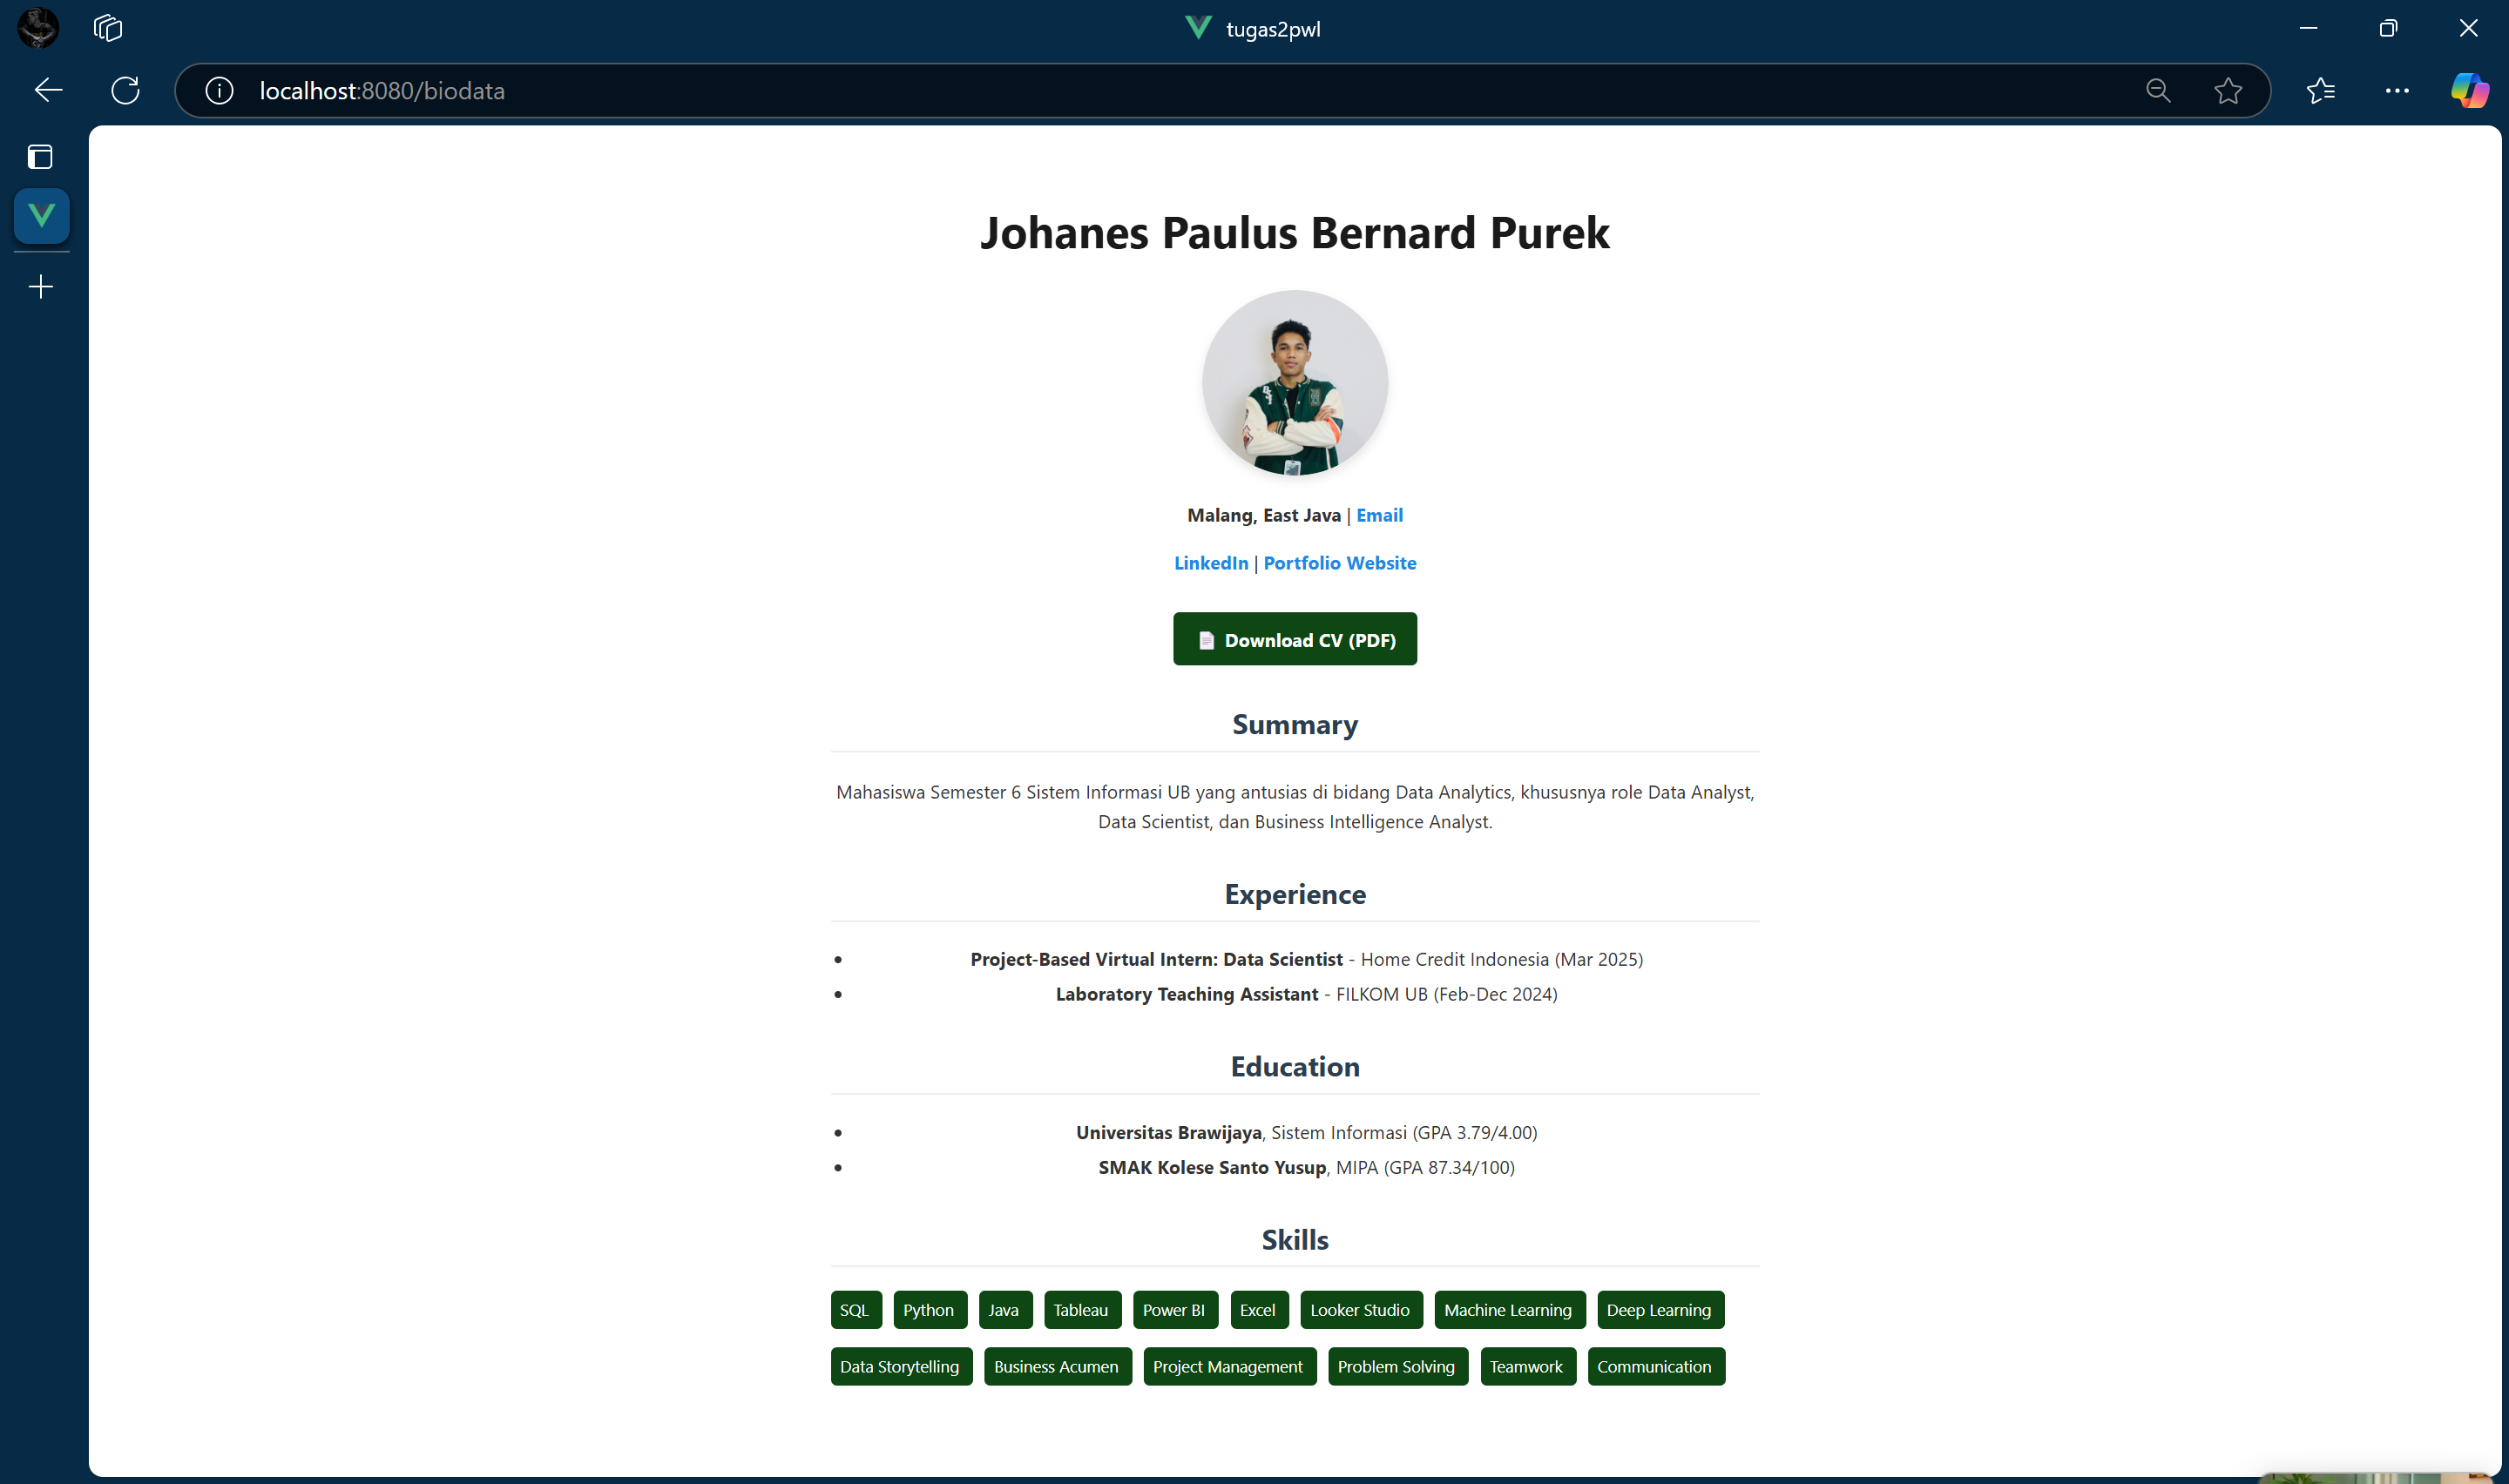 tugas2pwl
localhost:8080/biodata
Johanes Paulus Bernard Purek
Malang, East Java | Email
LinkedIn | Portfolio Website
Download CV (PDF)
Summary
Mahasiswa Semester 6 Sistem Informasi UB yang antusias di bidang Data Analytics, khususnya role Data Analyst,
Data Scientist, dan Business Intelligence Analyst.
Experience
• Project-Based Virtual Intern: Data Scientist - Home Credit Indonesia (Mar 2025)
• Laboratory Teaching Assistant - FILKOM UB (Feb-Dec 2024)
Education
• Universitas Brawijaya, Sistem Informasi (GPA 3.79/4.00)
• SMAK Kolese Santo Yusup, MIPA (GPA 87.34/100)
Skills
SQL Python Java Tableau Power BI Excel Looker Studio Machine Learning Deep Learning
Data Storytelling Business Acumen Project Management Problem Solving Teamwork Communication